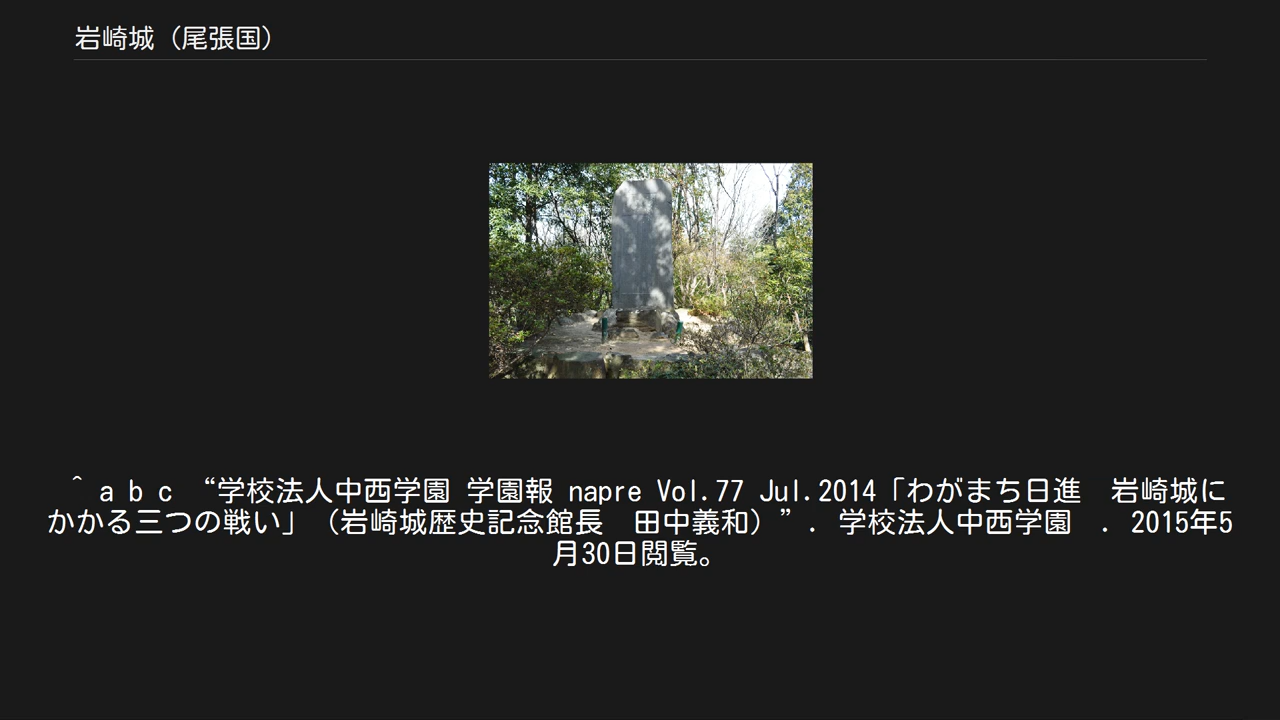 岩崎城（尾張国）
^ a b c “学校法人中西学園 学園報 napre Vol.77 Jul.2014「わがまち日進　岩崎城に
かかる三つの戦い」（岩崎城歴史記念館長　田中義和）”. 学校法人中西学園　. 2015年5
月30日閲覧。